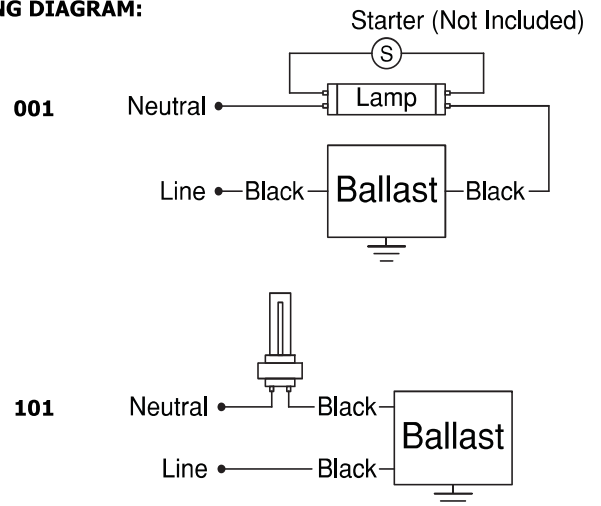 NG DIAGRAM:
Starter (Not Included)
S
001
Neutral
Lamp
Line
Black
Ballast
Black
101
Neutral
Black
Ballast
Line
Black